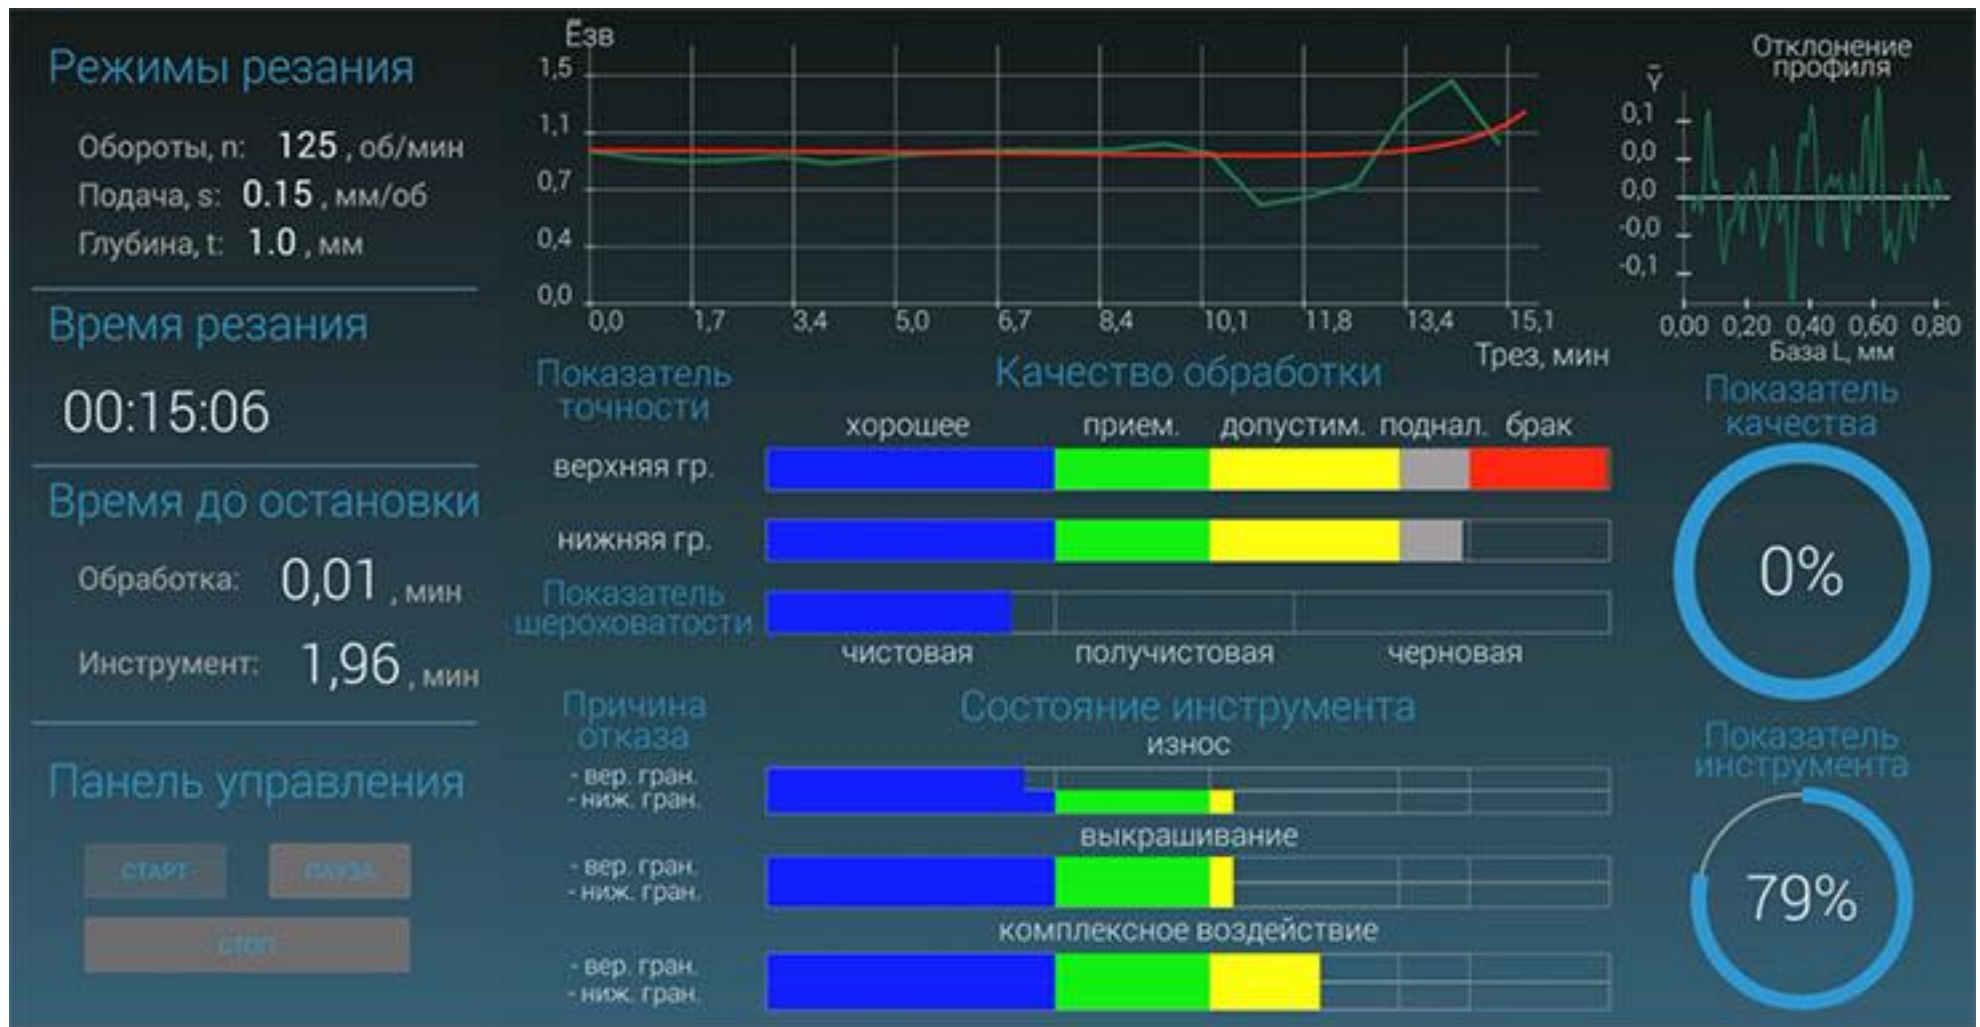 Режимы резания
Обороты, n: 125 , об/мин
Подача, s: 0.15 , мм/об
Глубина, t: 1.0 , мм
Время резания
00:15:06
Время до остановки
Обработка: 0,01 , мин
Инструмент: 1,96 , мин
Панель управления
СТАРТ ПАУЗА
СТОП
Езв
1,5
1,1
0,7
0,4
0,0
0,0 1,7 3,4 5,0 6,7 8,4 10,1 11,8 13,4 15,1
Tрез, мин
Отклонение
профиля
Y
0,1
0,0
0,0
-0,0
-0,1
0,00 0,20 0,40 0,60 0,80
База L, мм
Показатель
точности
Качество обработки
хорошее прием. допустим. поднал. брак
верхняя гр.
нижняя гр.
Показатель
шероховатости
чистовая получистовая черновая
Причина
отказа
Состояние инструмента
износ
- вер. гран.
- ниж. гран.
выкрашивание
- вер. гран.
- ниж. гран.
комплексное воздействие
- вер. гран.
- ниж. гран.
Показатель
качества
0%
Показатель
инструмента
79%